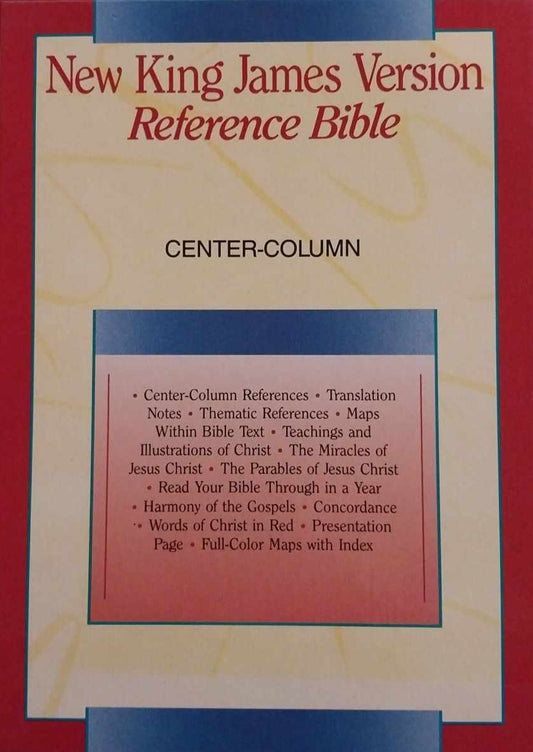 New King James Version
Reference Bible
CENTER-COLUMN
• Center-Column References • Translation
Notes • Thematic References • Maps
Within Bible Text • Teachings and
Illustrations of Christ • The Miracles of
Jesus Christ • The Parables of Jesus Christ
• Read Your Bible Through in a Year
• Harmony of the Gospels • Concordance
• Words of Christ in Red • Presentation
Page • Full-Color Maps with Index